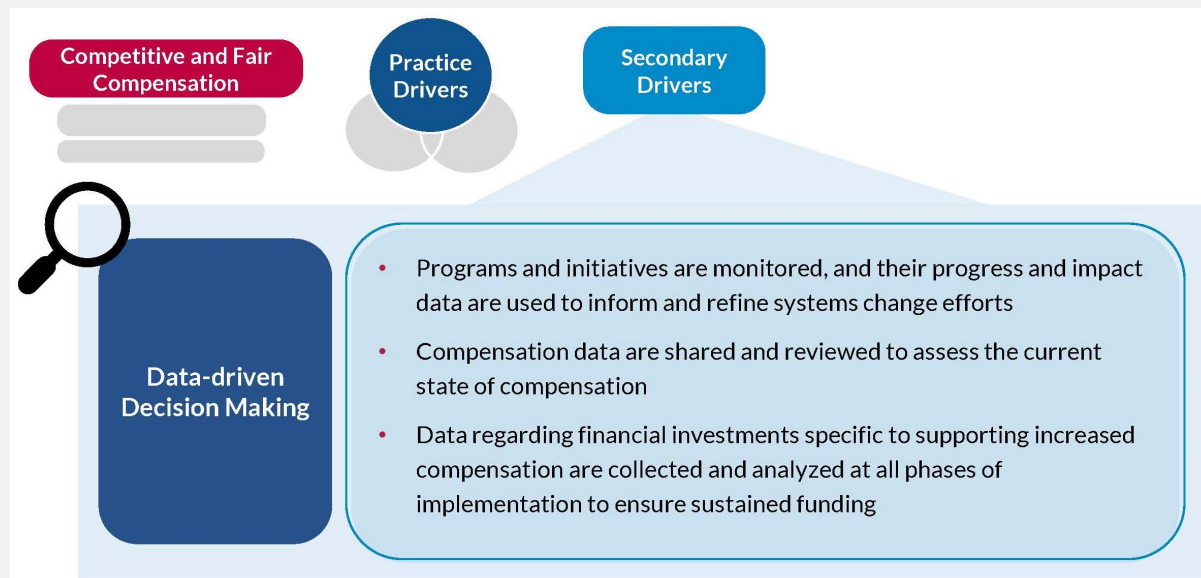 Competitive and Fair
Compensation
Practice
Drivers
Secondary
Drivers
Data-driven
Decision Making
• Programs and initiatives are monitored, and their progress and impact
data are used to inform and refine systems change efforts
• Compensation data are shared and reviewed to assess the current
state of compensation
• Data regarding financial investments specific to supporting increased
compensation are collected and analyzed at all phases of
implementation to ensure sustained funding